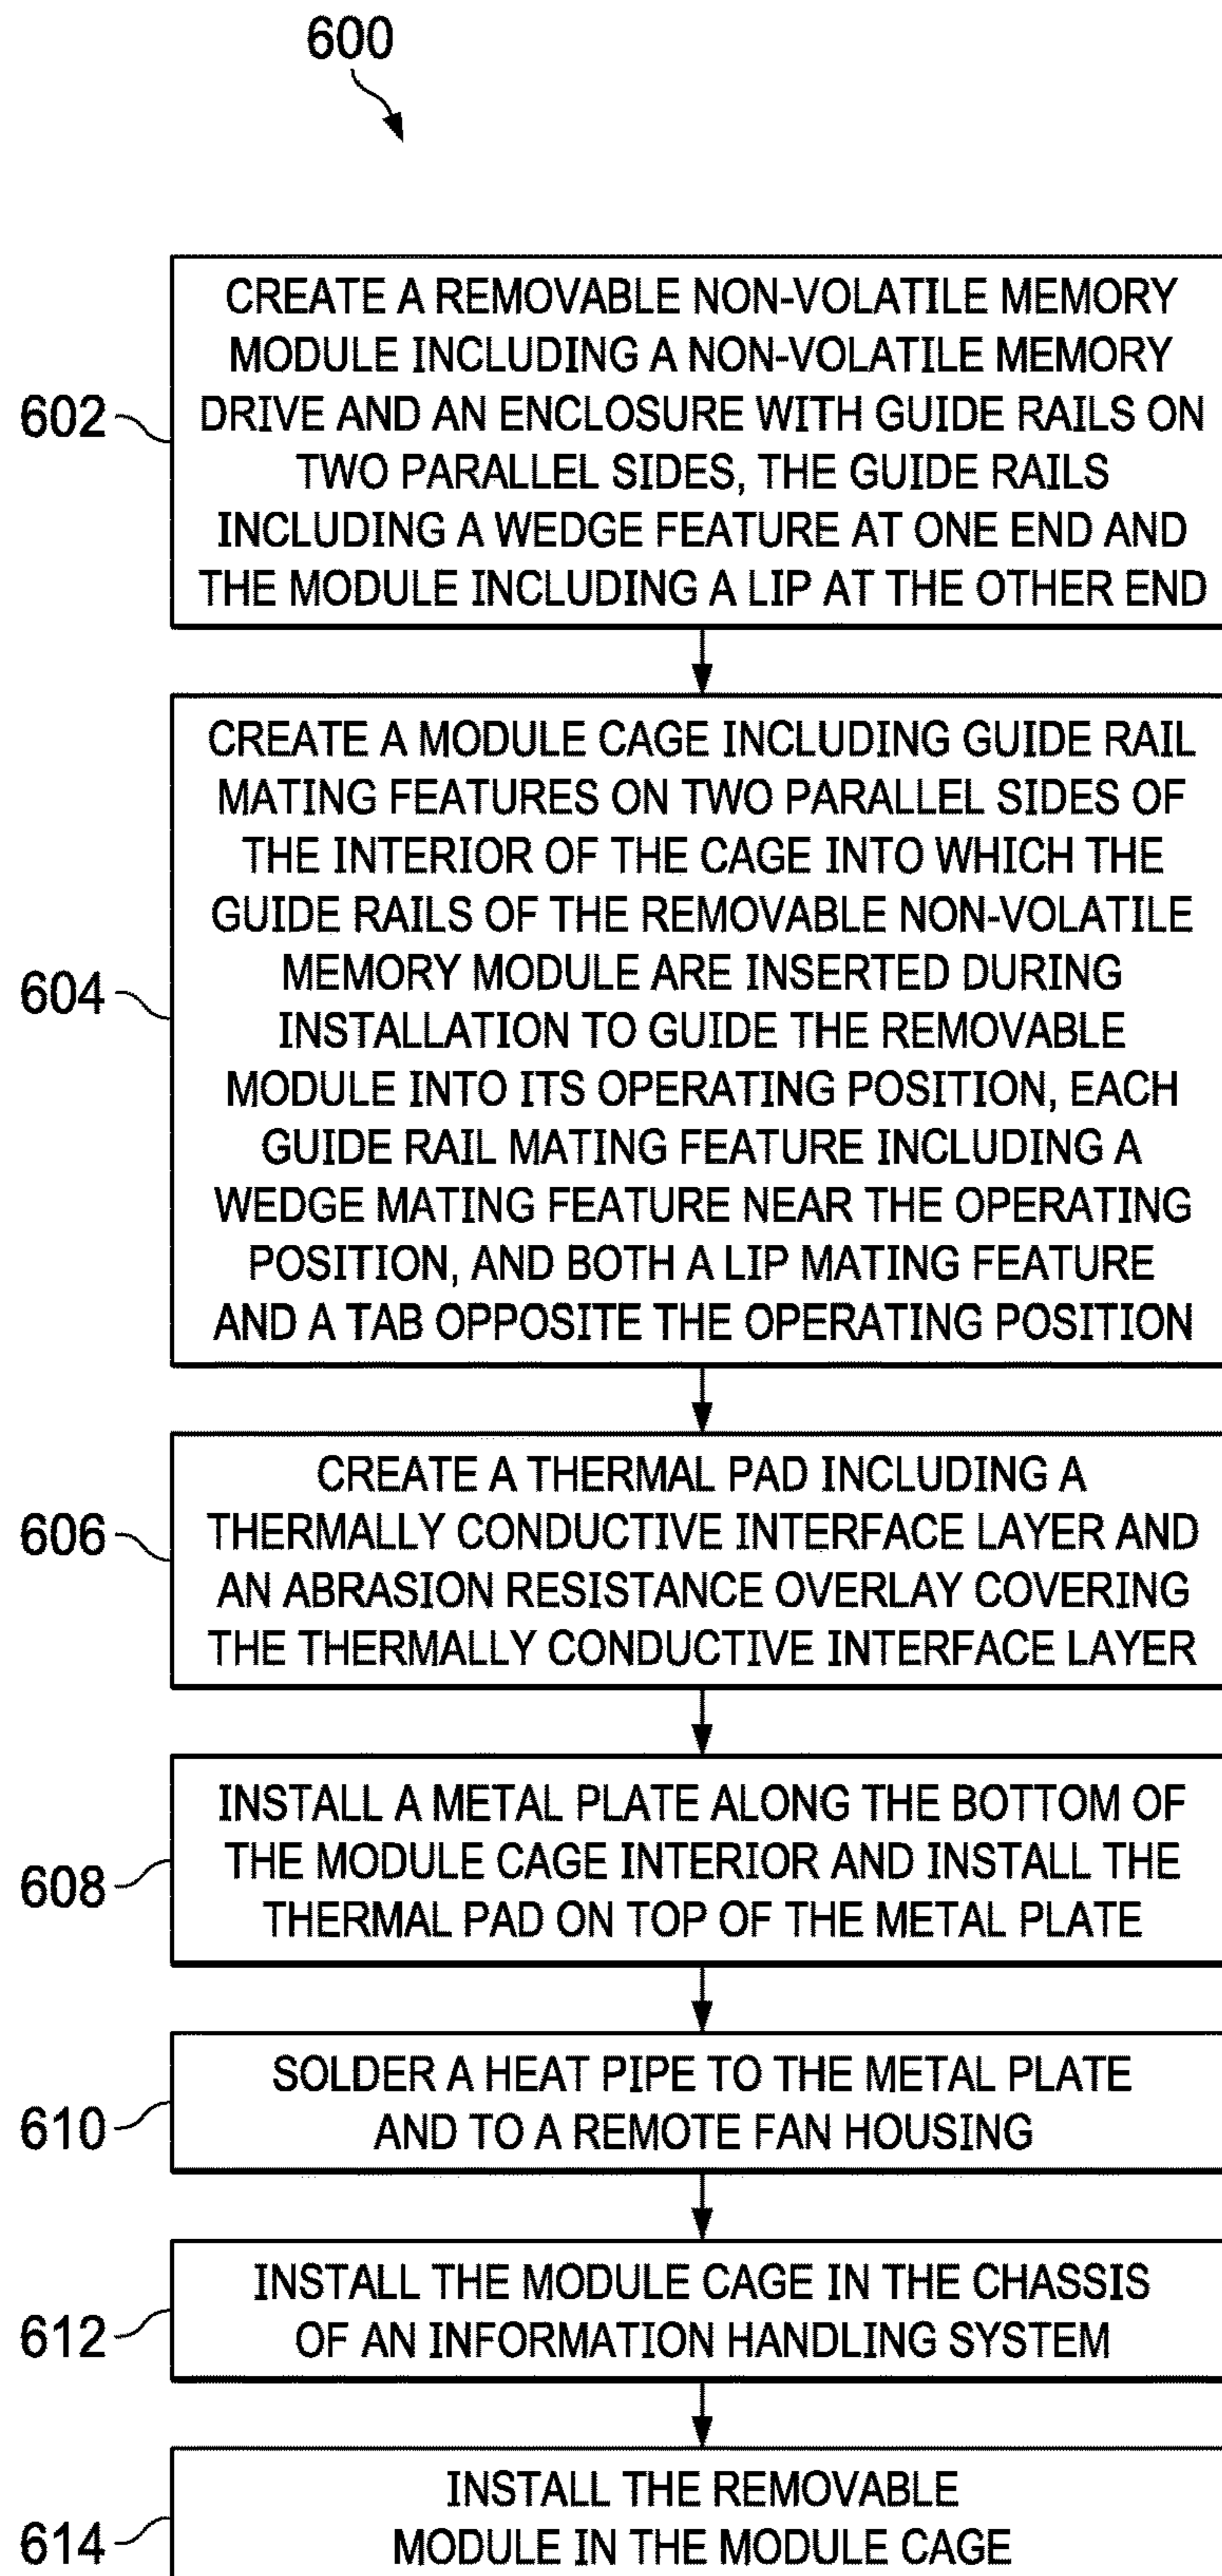 600
602
CREATE A REMOVABLE NON-VOLATILE MEMORY
MODULE INCLUDING A NON-VOLATILE MEMORY
DRIVE AND AN ENCLOSURE WITH GUIDE RAILS ON
TWO PARALLEL SIDES, THE GUIDE RAILS
INCLUDING A WEDGE FEATURE AT ONE END AND
THE MODULE INCLUDING A LIP AT THE OTHER END
604
CREATE A MODULE CAGE INCLUDING GUIDE RAIL
MATING FEATURES ON TWO PARALLEL SIDES OF
THE INTERIOR OF THE CAGE INTO WHICH THE
GUIDE RAILS OF THE REMOVABLE NON-VOLATILE
MEMORY MODULE ARE INSERTED DURING
INSTALLATION TO GUIDE THE REMOVABLE
MODULE INTO ITS OPERATING POSITION, EACH
GUIDE RAIL MATING FEATURE INCLUDING A
WEDGE MATING FEATURE NEAR THE OPERATING
POSITION, AND BOTH A LIP MATING FEATURE
AND A TAB OPPOSITE THE OPERATING POSITION
606
CREATE A THERMAL PAD INCLUDING A
THERMALLY CONDUCTIVE INTERFACE LAYER AND
AN ABRASION RESISTANCE OVERLAY COVERING
THE THERMALLY CONDUCTIVE INTERFACE LAYER
608
INSTALL A METAL PLATE ALONG THE BOTTOM OF
THE MODULE CAGE INTERIOR AND INSTALL THE
THERMAL PAD ON TOP OF THE METAL PLATE
610
SOLDER A HEAT PIPE TO THE METAL PLATE
AND TO A REMOTE FAN HOUSING
612
INSTALL THE MODULE CAGE IN THE CHASSIS
OF AN INFORMATION HANDLING SYSTEM
614
INSTALL THE REMOVABLE
MODULE IN THE MODULE CAGE